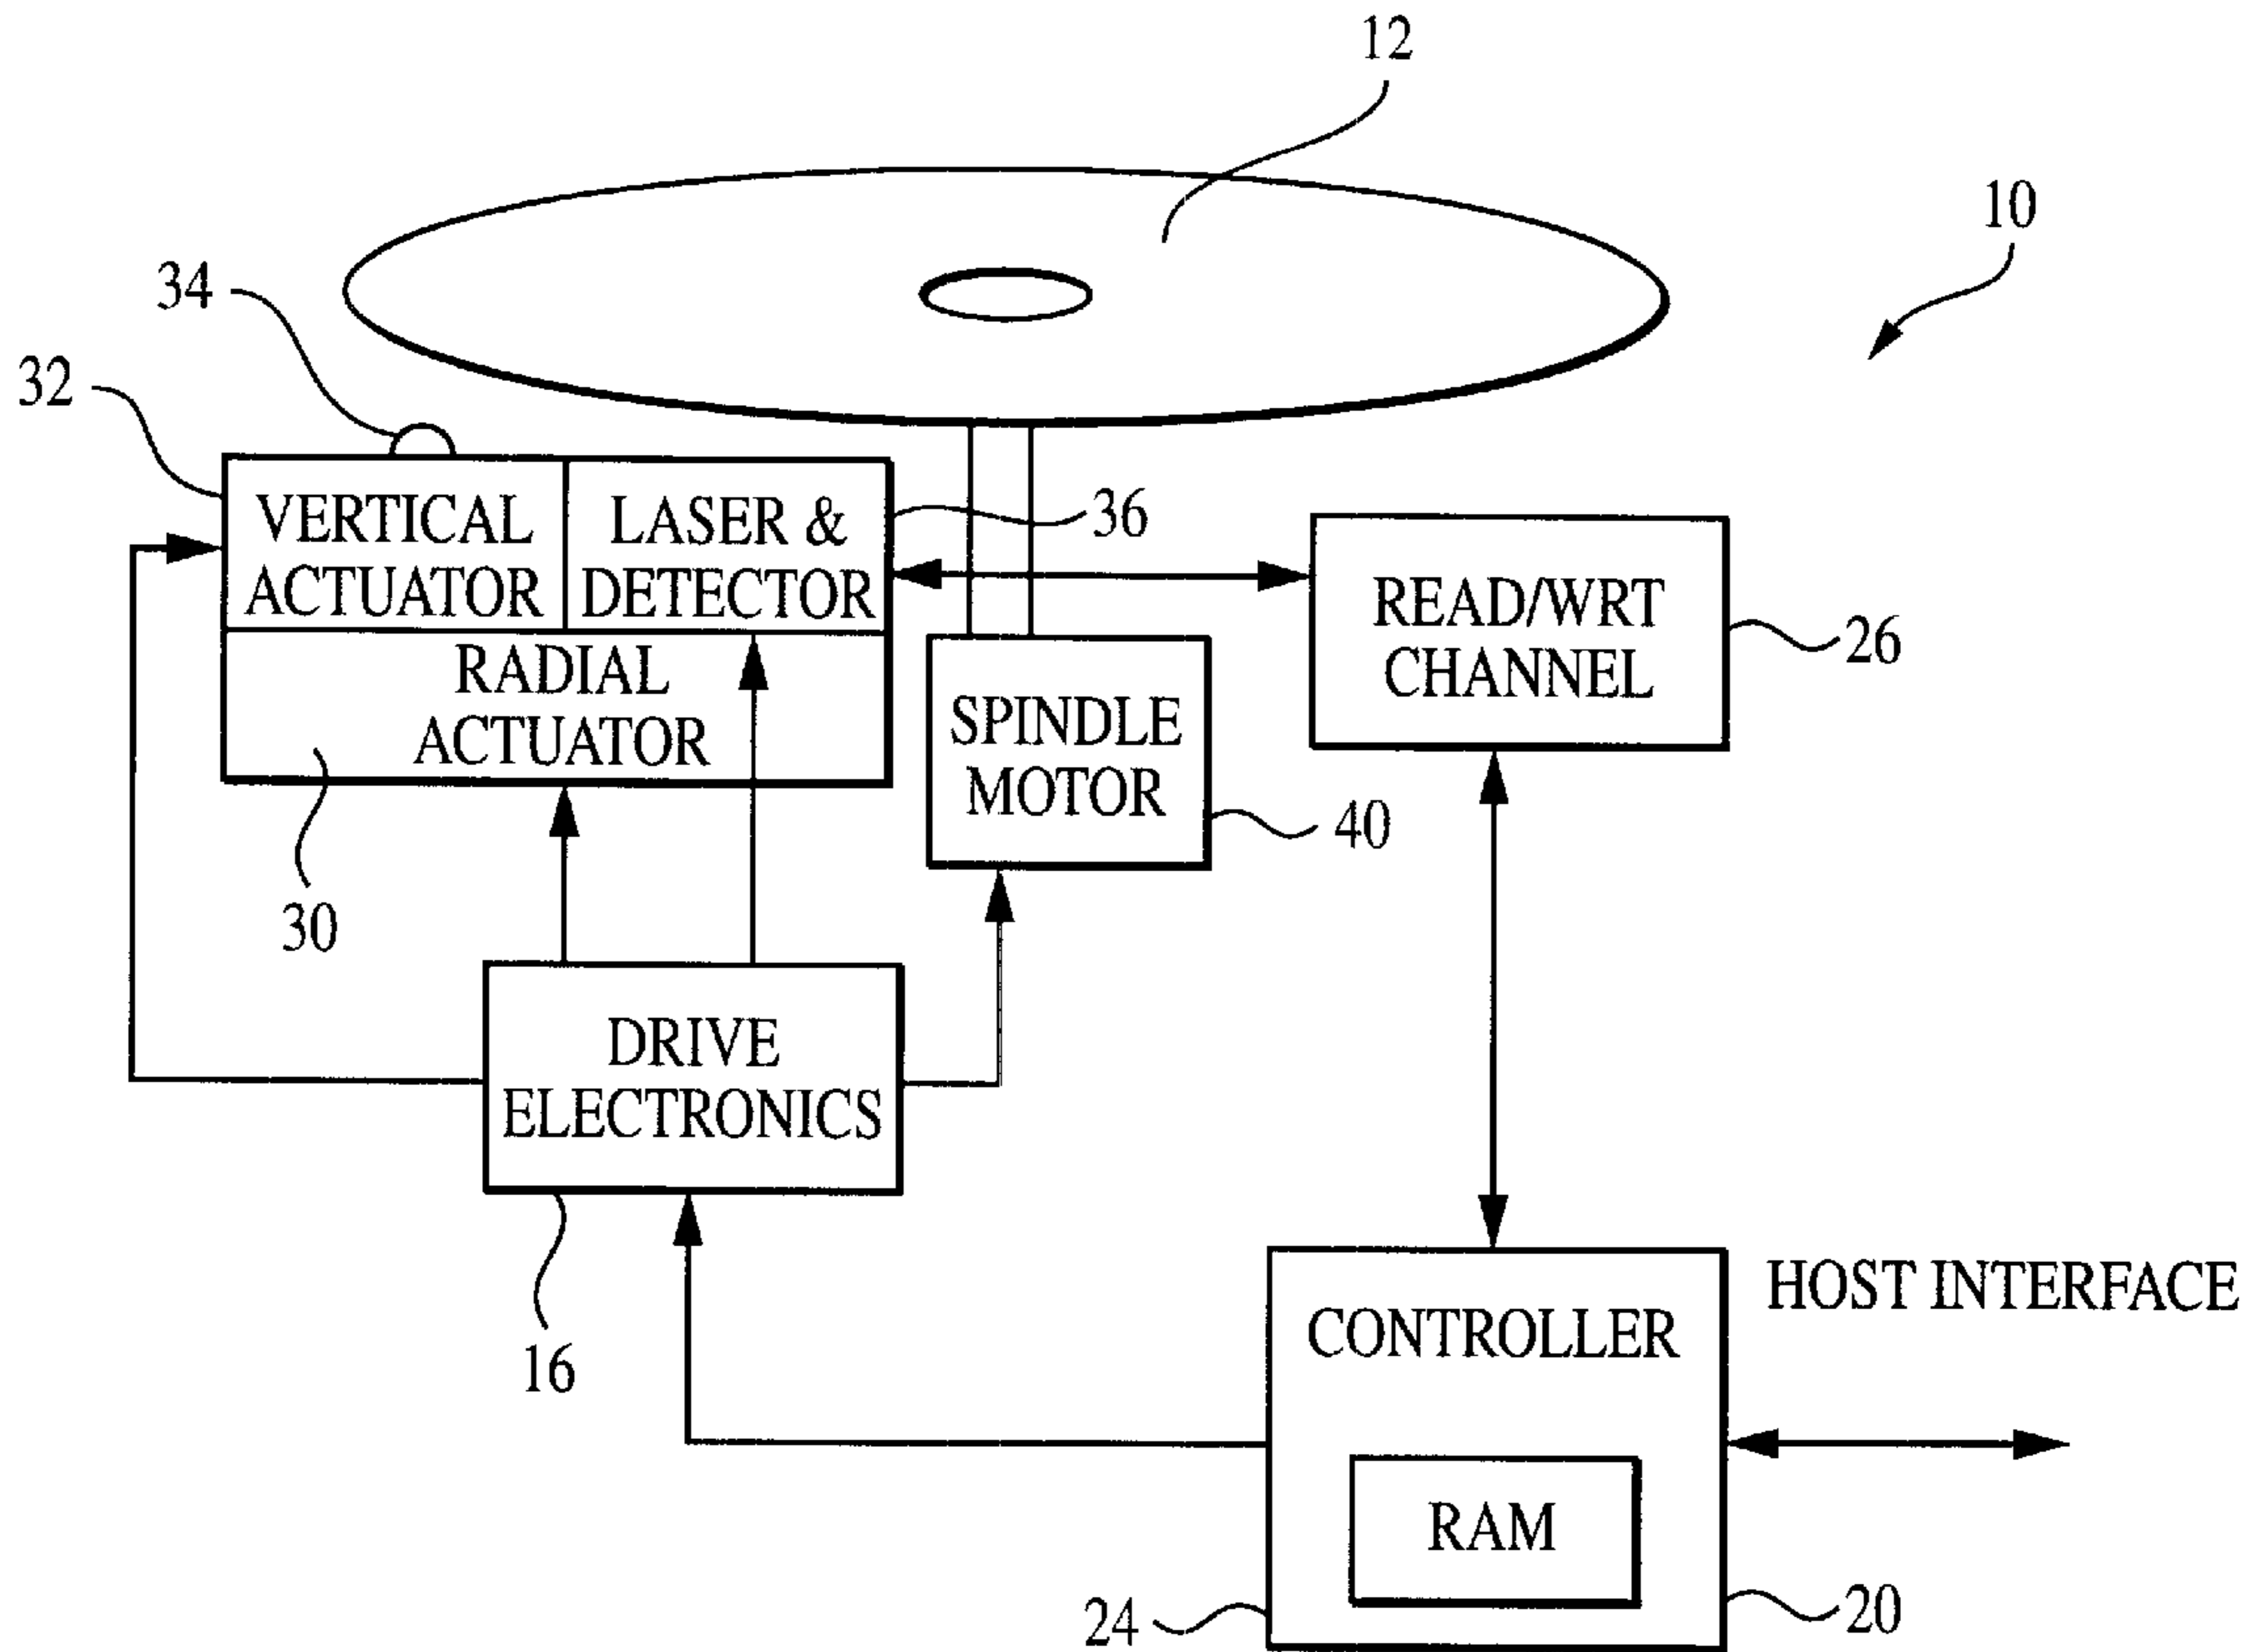 12
10
34
32
VERTICAL
ACTUATOR
LASER &
DETECTOR
36
READ/WRT
CHANNEL
26
RADIAL
ACTUATOR
SPINDLE
MOTOR
40
30
DRIVE
ELECTRONICS
16
CONTROLLER
HOST INTERFACE
RAM
24
20